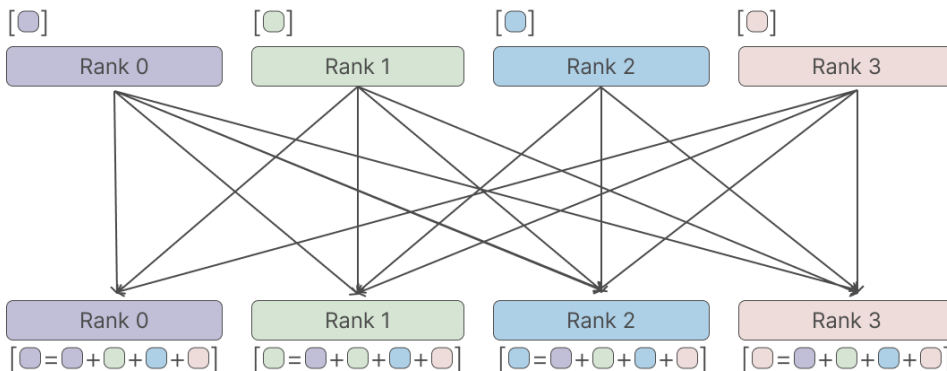 [ ] [ ] [ ] [ ]
Rank 0 Rank 1 Rank 2 Rank 3
Rank 0 Rank 1 Rank 2 Rank 3
[ = + + + ] [ = + + + ] [ = + + + ] [ = + + + ]